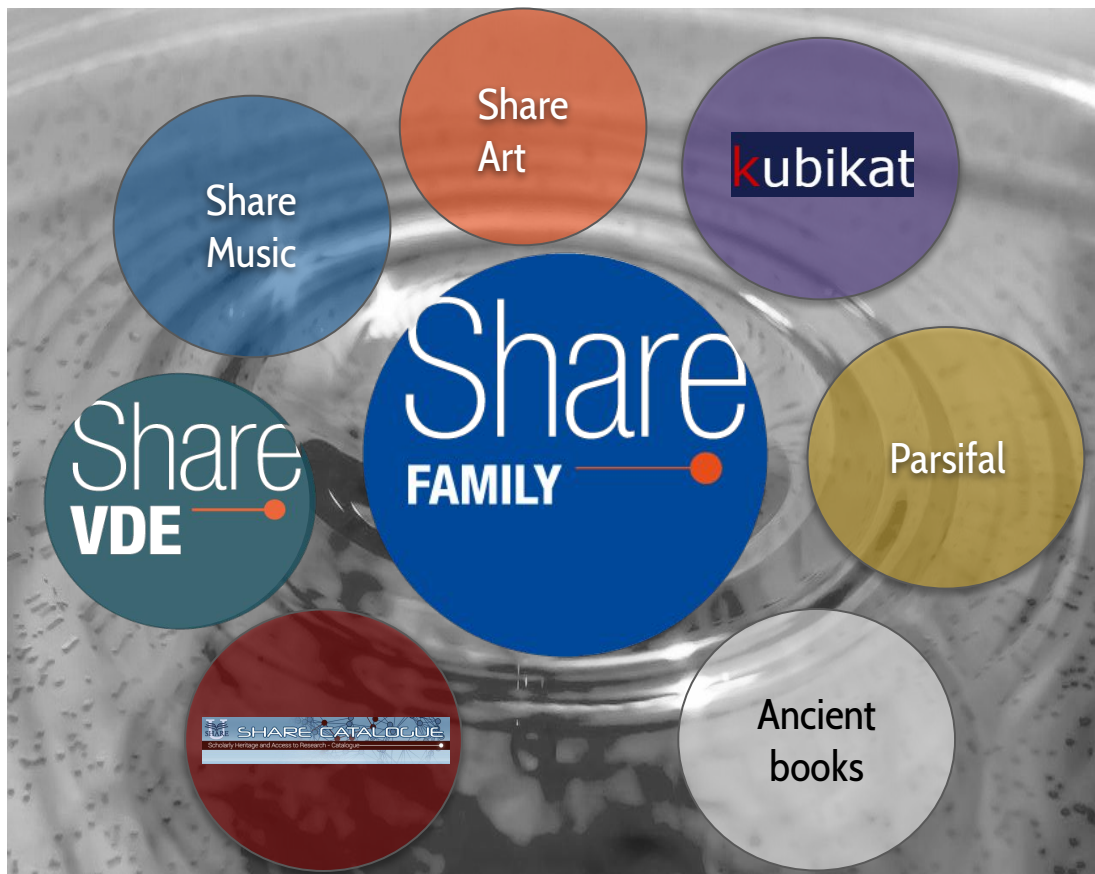 Share
Art
kubikat
Share
Music
Share
FAMILY
Share
VDE
Parsifal
SHARE
SHARE CATALOGUE
Scholarly Heritage and Access to Research - Catalogue
Ancient
books